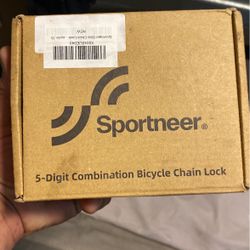 Sportneer®
5-Digit Combination Bicycle Chain Lock